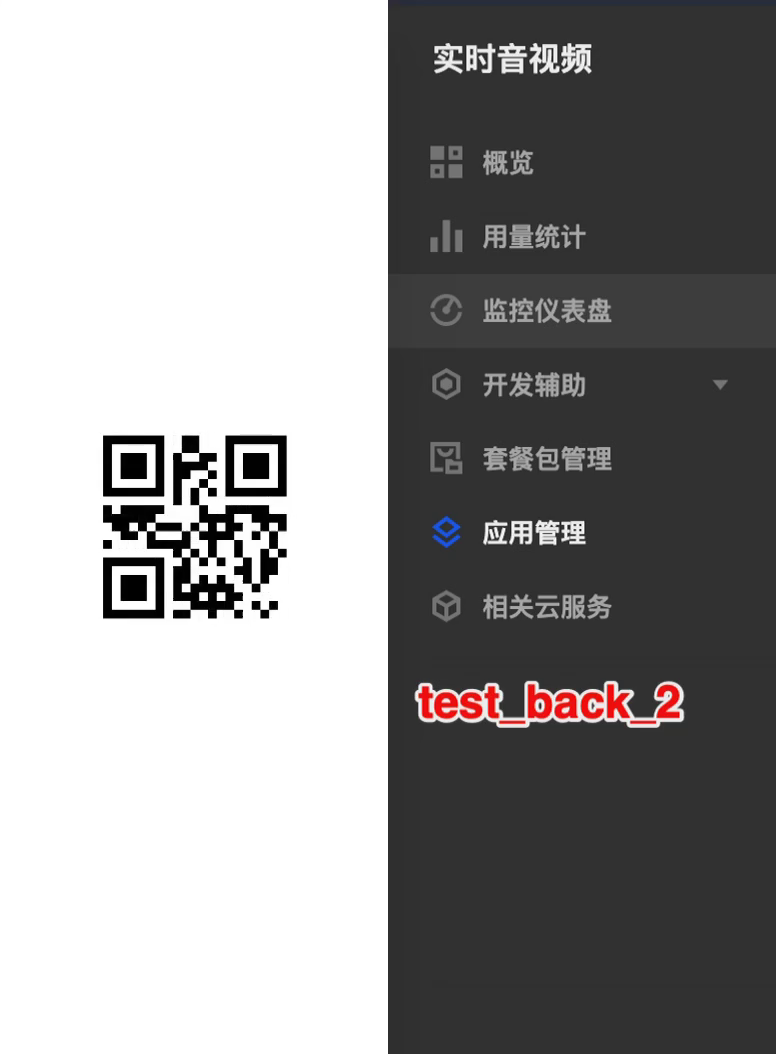 实时音视频
概览
用量统计
监控仪表盘
开发辅助
套餐包管理
应用管理
相关云服务
test_back_2